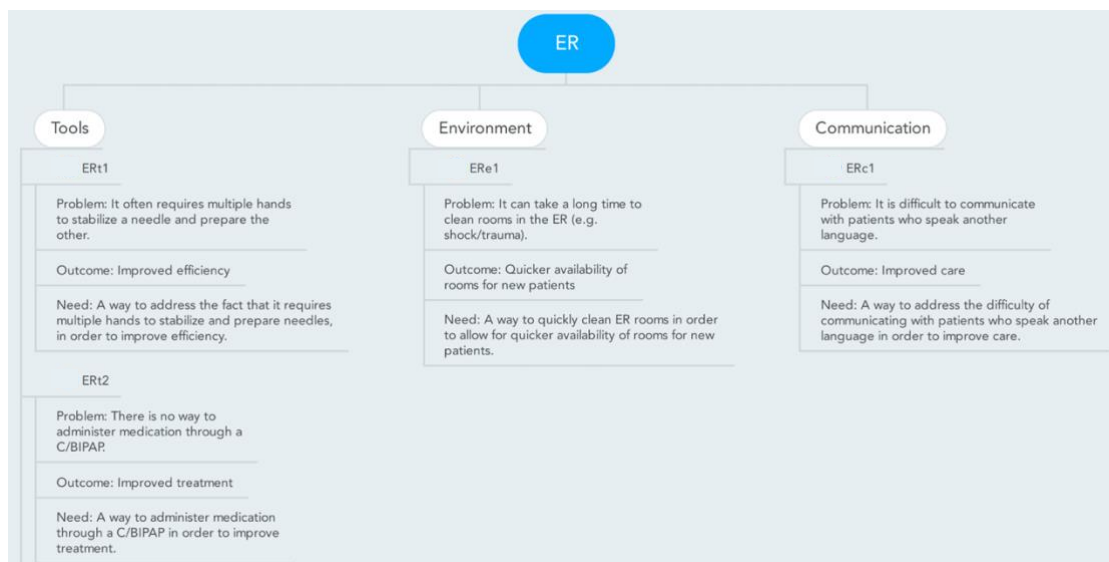 ER
Tools
ERt1
Problem: It often requires multiple hands
to stabilize a needle and prepare the
other.
Outcome: Improved efficiency
Need: A way to address the fact that it requires
multiple hands to stabilize and prepare needles,
in order to improve efficiency.
ERt2
Problem: There is no way to
administer medication through a
C/BIPAP.
Outcome: Improved treatment
Need: A way to administer medication
through a C/BIPAP in order to improve
treatment.
Environment
ERe1
Problem: It can take a long time to
clean rooms in the ER (e.g.
shock/trauma).
Outcome: Quicker availability of
rooms for new patients
Need: A way to quickly clean ER rooms in order
to allow for quicker availability of rooms for new
patients.
Communication
ERc1
Problem: It is difficult to communicate
with patients who speak another
language.
Outcome: Improved care
Need: A way to address the difficulty of
communicating with patients who speak another
language in order to improve care.